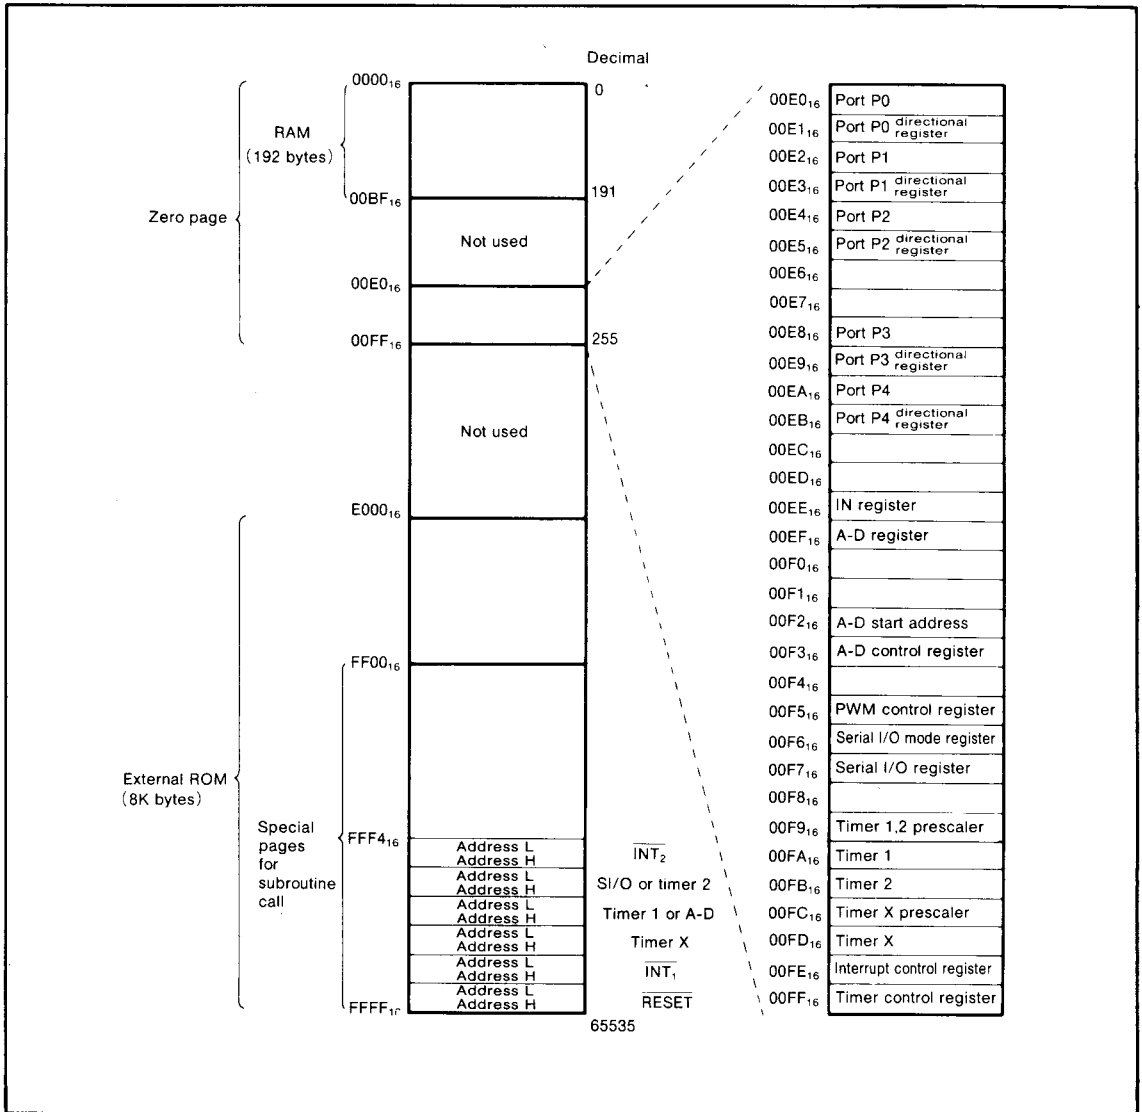 Decimal
0000₁₆
0
RAM
(192 bytes)
00BF₁₆
191
Zero page
Not used
00E0₁₆
00FF₁₆
255
Not used
E000₁₆
FF00₁₆
External ROM
(8K bytes)
Special
pages
for
subroutine
call
FFF4₁₆
Address L
Address H
INT₂
Address L
Address H
SI/O or timer 2
Address L
Address H
Timer 1 or A-D
Address L
Address H
Timer X
Address L
Address H
INT₁
Address L
Address H
RESET
FFFF₁₆
65535
00E0₁₆ Port P0
00E1₁₆ Port P0 directional register
00E2₁₆ Port P1
00E3₁₆ Port P1 directional register
00E4₁₆ Port P2
00E5₁₆ Port P2 directional register
00E6₁₆
00E7₁₆
00E8₁₆ Port P3
00E9₁₆ Port P3 directional register
00EA₁₆ Port P4
00EB₁₆ Port P4 directional register
00EC₁₆
00ED₁₆
00EE₁₆ IN register
00EF₁₆ A-D register
00F0₁₆
00F1₁₆
00F2₁₆ A-D start address
00F3₁₆ A-D control register
00F4₁₆
00F5₁₆ PWM control register
00F6₁₆ Serial I/O mode register
00F7₁₆ Serial I/O register
00F8₁₆
00F9₁₆ Timer 1,2 prescaler
00FA₁₆ Timer 1
00FB₁₆ Timer 2
00FC₁₆ Timer X prescaler
00FD₁₆ Timer X
00FE₁₆ Interrupt control register
00FF₁₆ Timer control register